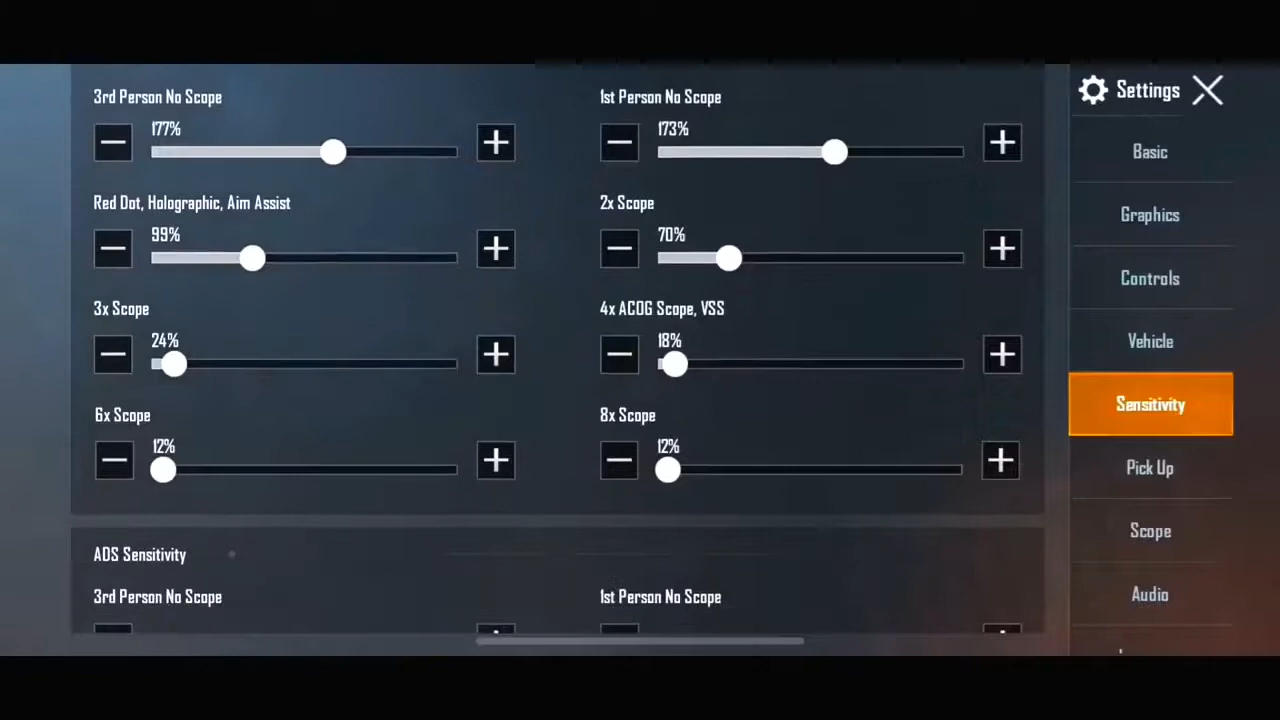 3rd Person No Scope
177%
1st Person No Scope
173%
Red Dot, Holographic, Aim Assist
99%
2x Scope
70%
3x Scope
24%
4x ACOG Scope, VSS
18%
6x Scope
12%
8x Scope
12%
ADS Sensitivity
3rd Person No Scope
1st Person No Scope
Settings
Basic
Graphics
Controls
Vehicle
Sensitivity
Pick Up
Scope
Audio